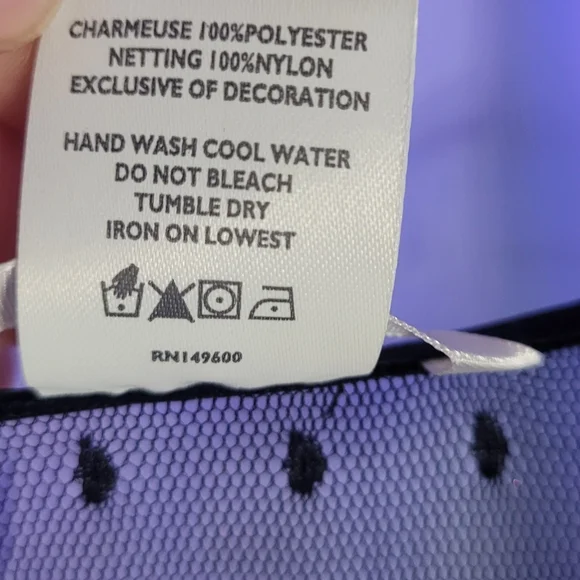 CHARMEUSE 100%POLYESTER
NETTING 100%NYLON
EXCLUSIVE OF DECORATION
HAND WASH COOL WATER
DO NOT BLEACH
TUMBLE DRY
IRON ON LOWEST
RN149600